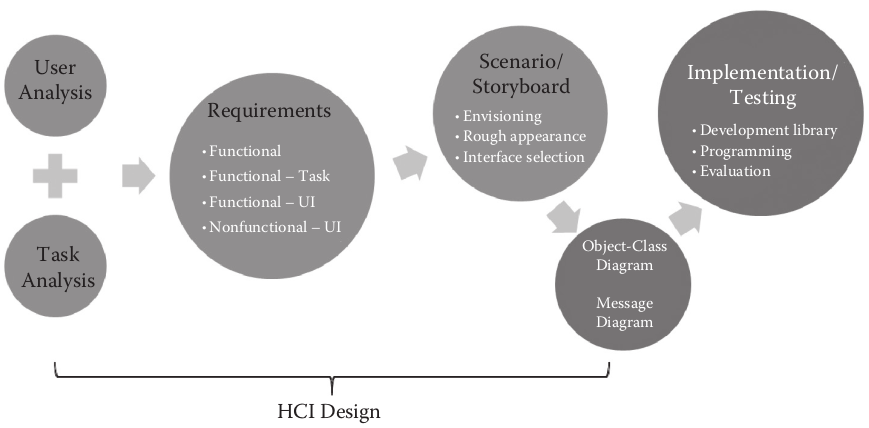 User
Analysis
Task
Analysis
Requirements
• Functional
• Functional – Task
• Functional – UI
• Nonfunctional – UI
Scenario/
Storyboard
• Envisioning
• Rough appearance
• Interface selection
Object-Class
Diagram
Message
Diagram
Implementation/
Testing
• Development library
• Programming
• Evaluation
HCI Design